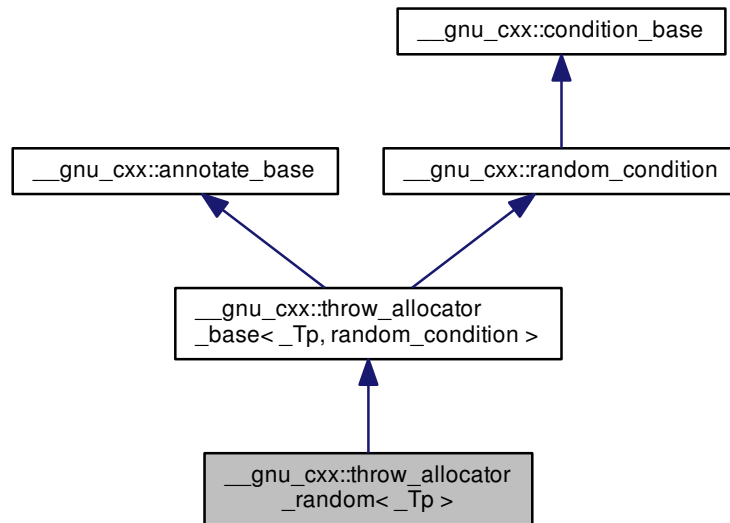 __gnu_cxx::condition_base
__gnu_cxx::annotate_base
__gnu_cxx::random_condition
__gnu_cxx::throw_allocator
_base< _Tp, random_condition >
__gnu_cxx::throw_allocator
_random< _Tp >